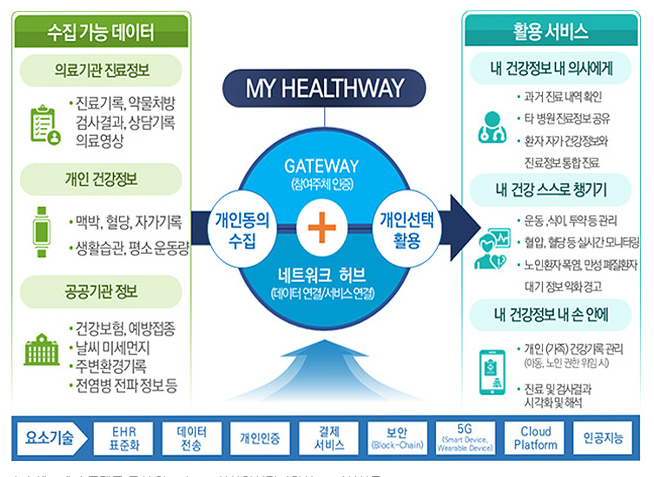 수집 가능 데이터
의료기관 진료정보
• 진료기록, 약물처방
검사결과, 상담기록
의료영상
개인 건강정보
• 맥박, 혈당, 자가기록
• 생활습관, 평소 운동량
공공기관 정보
• 건강보험, 예방접종
• 날씨 미세먼지
• 주변환경기록
• 전염병 전파 정보 등
MY HEALTHWAY
GATEWAY
(참여주체 인증)
개인동의
수집
개인선택
활용
네트워크 허브
(데이터 연결/서비스 연결)
활용 서비스
내 건강정보 내 의사에게
• 과거 진료 내역 확인
• 타 병원 진료정보 공유
• 환자 자가 건강정보와
진료정보 통합 진료
내 건강 스스로 챙기기
• 운동 ,식이, 투약 등 관리
• 혈압, 혈당 등 실시간 모니터링
• 노인환자 폭염, 만성 폐질환자
대기 정보 악화 경고
내 건강정보 내 손 안에
• 개인 (가족) 건강기록 관리
(아동, 노인 권한 위임 시)
• 진료 및 검사결과
시각화 및 해석
요소기술
EHR
표준화
데이터
전송
개인인증
결제
서비스
보안
(Block-Chain)
5G
(Smart Device,
Wearable Device)
Cloud
Platform
인공지능